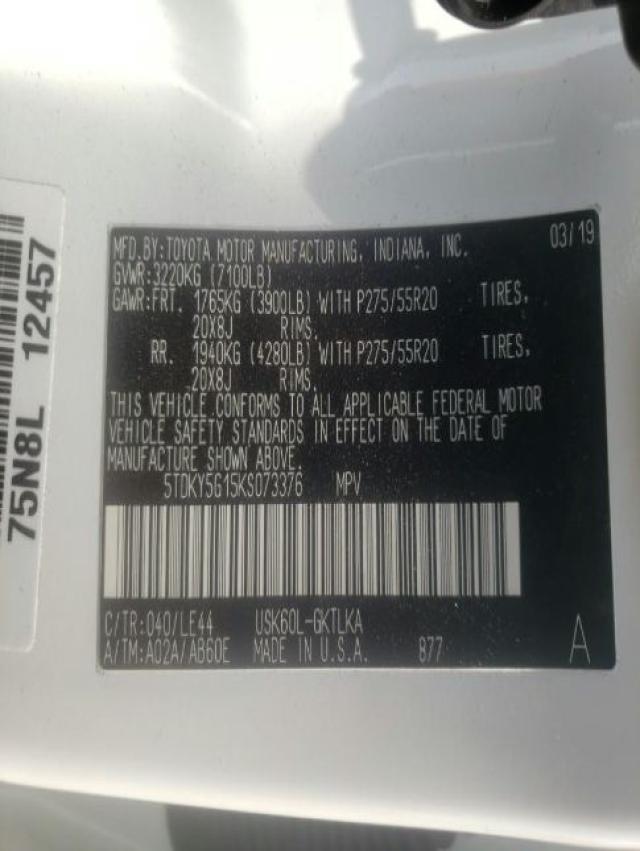 75N8L 12457
MFD.BY:TOYOTA MOTOR MANUFACTURING, INDIANA, INC. 03/19
GVWR:3220KG (7100LB)
GAWR:FRT. 1765KG (3900LB) WITH P275/55R20 TIRES,
20X8J RIMS.
RR. 1940KG (4280LB) WITH P275/55R20 TIRES,
20X8J RIMS.
THIS VEHICLE CONFORMS TO ALL APPLICABLE FEDERAL MOTOR
VEHICLE SAFETY STANDARDS IN EFFECT ON THE DATE OF
MANUFACTURE SHOWN ABOVE.
5TDKY5G15KS073376 MPV
C/TR:040/LE44 USK60L-GKTLKA
A/TM:A02A/AB60E MADE IN U.S.A. 877 A